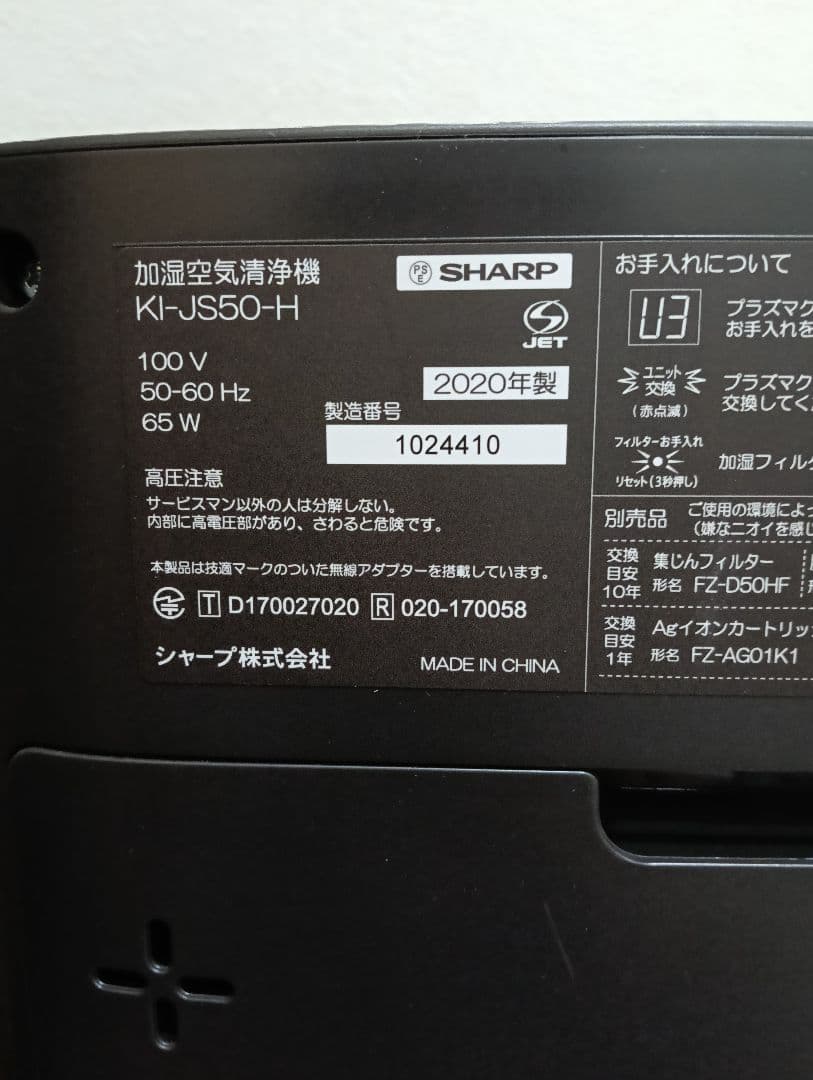 加湿空気清浄機
KI-JS50-H
PSE SHARP
JET
100 V
50-60 Hz
65 W
2020年製
製造番号
1024410
高圧注意
サービスマン以外の人は分解しない。
内部に高電圧部があり、さわると危険です。
本製品は技適マークのついた無線アダプターを搭載しています。
T D170027020 R 020-170058
シャープ株式会社
MADE IN CHINA
お手入れについて
U3
プラズマク
お手入れを
ユニット
交換
(赤点滅)
プラズマク
交換してく
フィルターお手入れ
リセット(3秒押し)
加湿フィル
別売品
ご使用の環境によ
(嫌なニオイを感じ
交換
目安
10年
集じんフィルター
形名 FZ-D50HF
交換
目安
1年
Agイオンカートリッ
形名 FZ-AG01K1